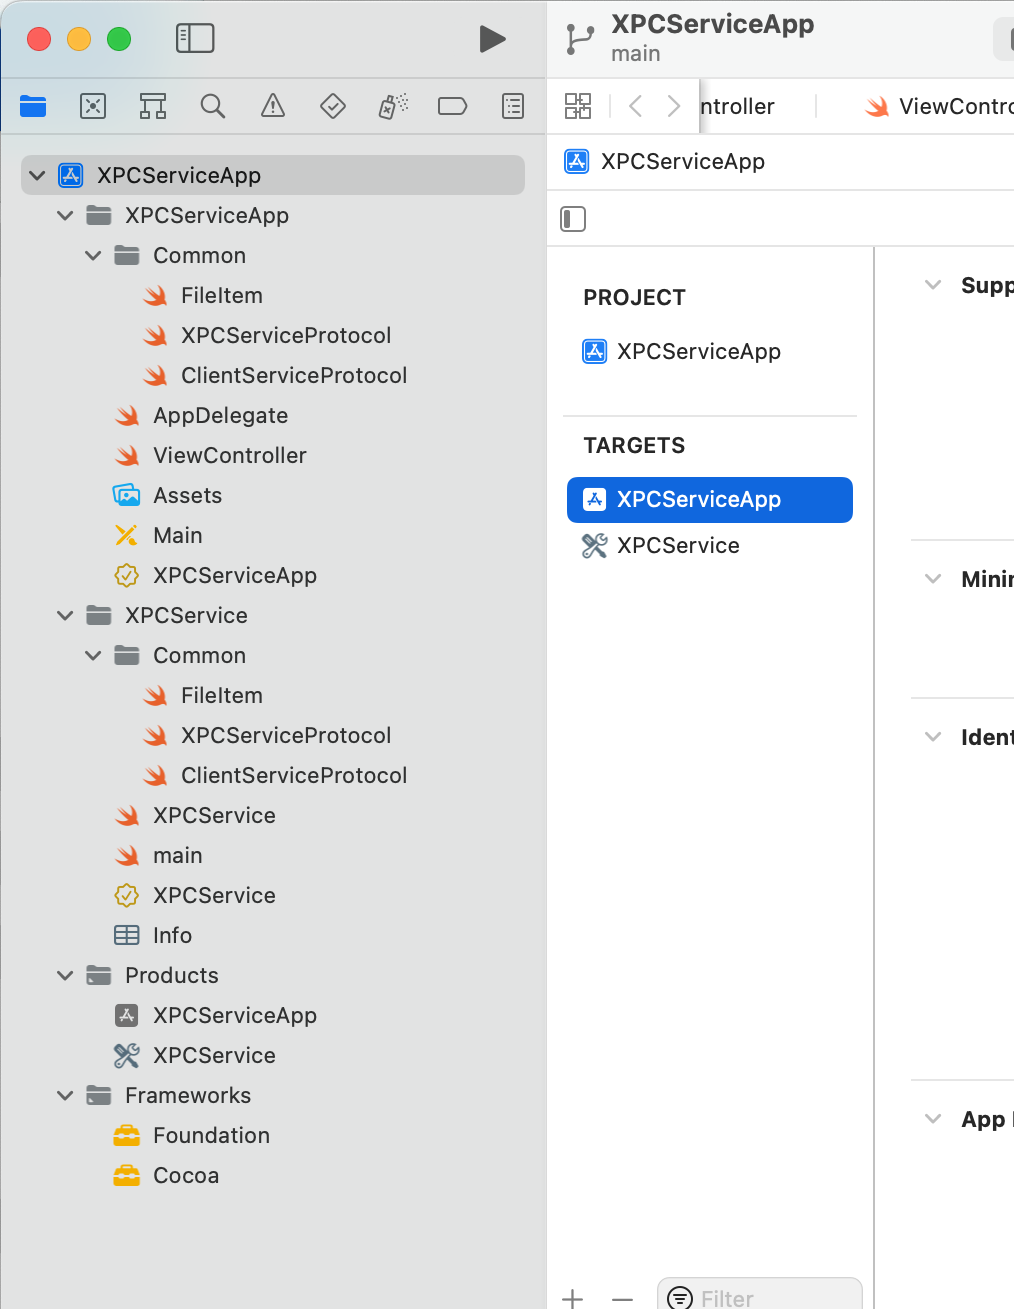 XPCServiceApp
main
ntroller
ViewContro
XPCServiceApp
XPCServiceApp
XPCServiceApp
Common
FileItem
XPCServiceProtocol
ClientServiceProtocol
AppDelegate
ViewController
Assets
Main
XPCServiceApp
XPCService
Common
FileItem
XPCServiceProtocol
ClientServiceProtocol
XPCService
main
XPCService
Info
Products
XPCServiceApp
XPCService
Frameworks
Foundation
Cocoa
PROJECT
XPCServiceApp
TARGETS
XPCServiceApp
XPCService
Filter
Supp
Minin
Ident
App